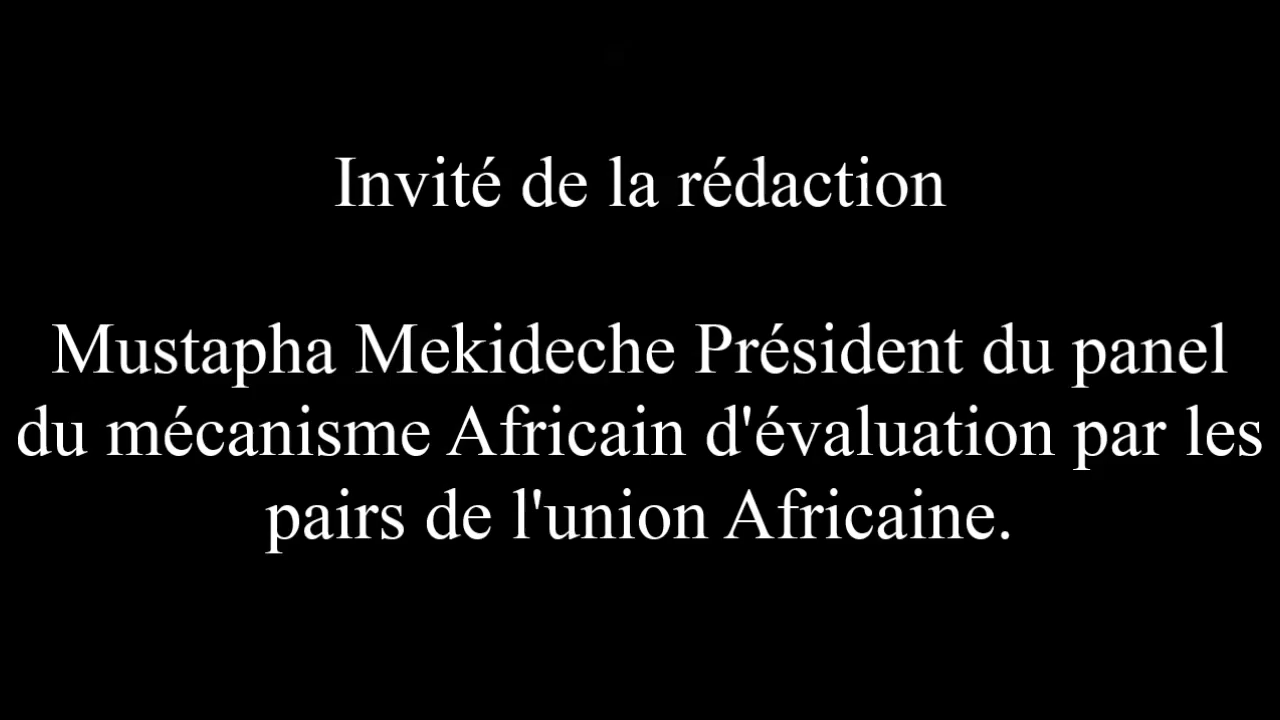 Invité de la rédaction
Mustapha Mekideche Président du panel
du mécanisme Africain d'évaluation par les
pairs de l'union Africaine.